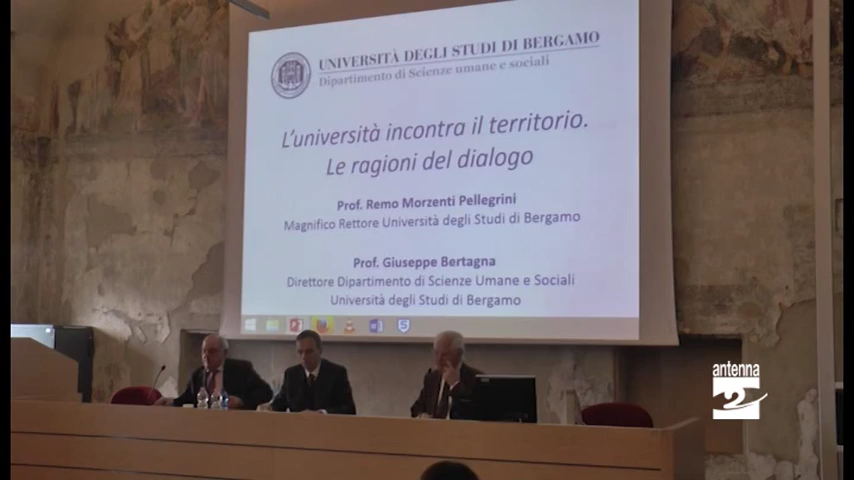 UNIVERSITÀ DEGLI STUDI DI BERGAMO
Dipartimento di Scienze umane e sociali
L'università incontra il territorio.
Le ragioni del dialogo
Prof. Remo Morzenti Pellegrini
Magnifico Rettore Università degli Studi di Bergamo
Prof. Giuseppe Bertagna
Direttore Dipartimento di Scienze Umane e Sociali
Università degli Studi di Bergamo
antenna
2